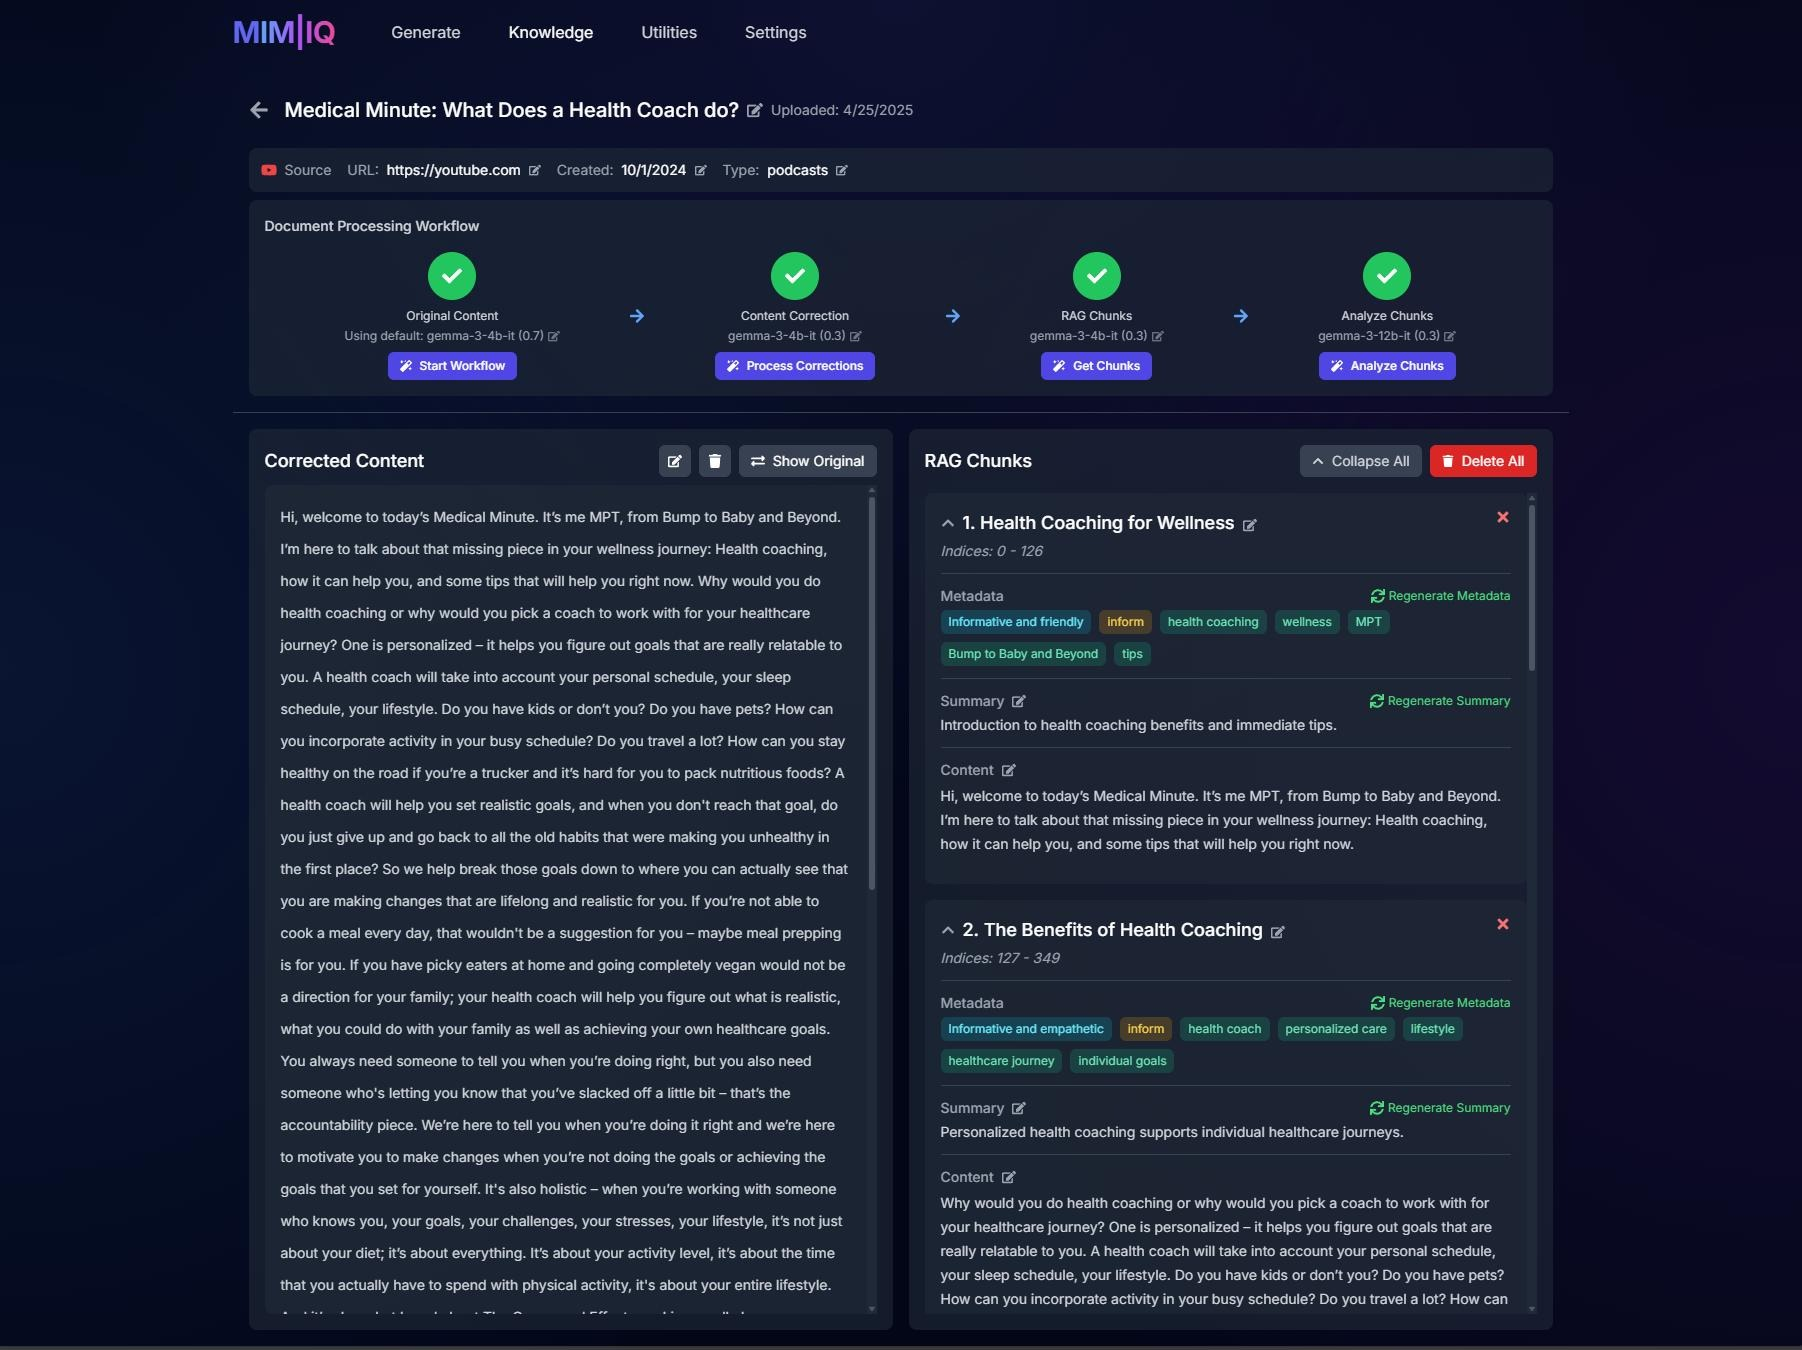 MIM|IQ
Generate
Knowledge
Utilities
Settings
Medical Minute: What Does a Health Coach do?
Uploaded: 4/25/2025
Source
URL: https://youtube.com
Created: 10/1/2024
Type: podcasts
Document Processing Workflow
Original Content
Using default: gemma-3-4b-it (0.7)
Start Workflow
Content Correction
gemma-3-4b-it (0.3)
Process Corrections
RAG Chunks
gemma-3-4b-it (0.3)
Get Chunks
Analyze Chunks
gemma-3-12b-it (0.3)
Analyze Chunks
Corrected Content
Show Original
Hi, welcome to today’s Medical Minute. It’s me MPT, from Bump to Baby and Beyond.
I’m here to talk about that missing piece in your wellness journey: Health coaching,
how it can help you, and some tips that will help you right now. Why would you do
health coaching or why would you pick a coach to work with for your healthcare
journey? One is personalized – it helps you figure out goals that are really relatable to
you. A health coach will take into account your personal schedule, your sleep
schedule, your lifestyle. Do you have kids or don’t you? Do you have pets? How can
you incorporate activity in your busy schedule? Do you travel a lot? How can you stay
healthy on the road if you’re a trucker and it’s hard for you to pack nutritious foods? A
health coach will help you set realistic goals, and when you don't reach that goal, do
you just give up and go back to all the old habits that were making you unhealthy in
the first place? So we help break those goals down to where you can actually see that
you are making changes that are lifelong and realistic for you. If you’re not able to
cook a meal every day, that wouldn't be a suggestion for you – maybe meal prepping
is for you. If you have picky eaters at home and going completely vegan would not be
a direction for your family; your health coach will help you figure out what is realistic,
what you could do with your family as well as achieving your own healthcare goals.
You always need someone to tell you when you’re doing right, but you also need
someone who's letting you know that you’ve slacked off a little bit – that’s the
accountability piece. We’re here to tell you when you’re doing it right and we’re here
to motivate you to make changes when you’re not doing the goals or achieving the
goals that you set for yourself. It's also holistic – when you’re working with someone
who knows you, your goals, your challenges, your stresses, your lifestyle, it’s not just
about your diet; it’s about everything. It’s about your activity level, it’s about the time
that you actually have to spend with physical activity, it's about your entire lifestyle.
RAG Chunks
Collapse All
Delete All
1. Health Coaching for Wellness
Indices: 0 - 126
Metadata
Regenerate Metadata
Informative and friendly
inform
health coaching
wellness
MPT
Bump to Baby and Beyond
tips
Summary
Regenerate Summary
Introduction to health coaching benefits and immediate tips.
Content
Hi, welcome to today’s Medical Minute. It’s me MPT, from Bump to Baby and Beyond.
I’m here to talk about that missing piece in your wellness journey: Health coaching,
how it can help you, and some tips that will help you right now.
2. The Benefits of Health Coaching
Indices: 127 - 349
Metadata
Regenerate Metadata
Informative and empathetic
inform
health coach
personalized care
lifestyle
healthcare journey
individual goals
Summary
Regenerate Summary
Personalized health coaching supports individual healthcare journeys.
Content
Why would you do health coaching or why would you pick a coach to work with for
your healthcare journey? One is personalized – it helps you figure out goals that are
really relatable to you. A health coach will take into account your personal schedule,
your sleep schedule, your lifestyle. Do you have kids or don’t you? Do you have pets?
How can you incorporate activity in your busy schedule? Do you travel a lot? How can